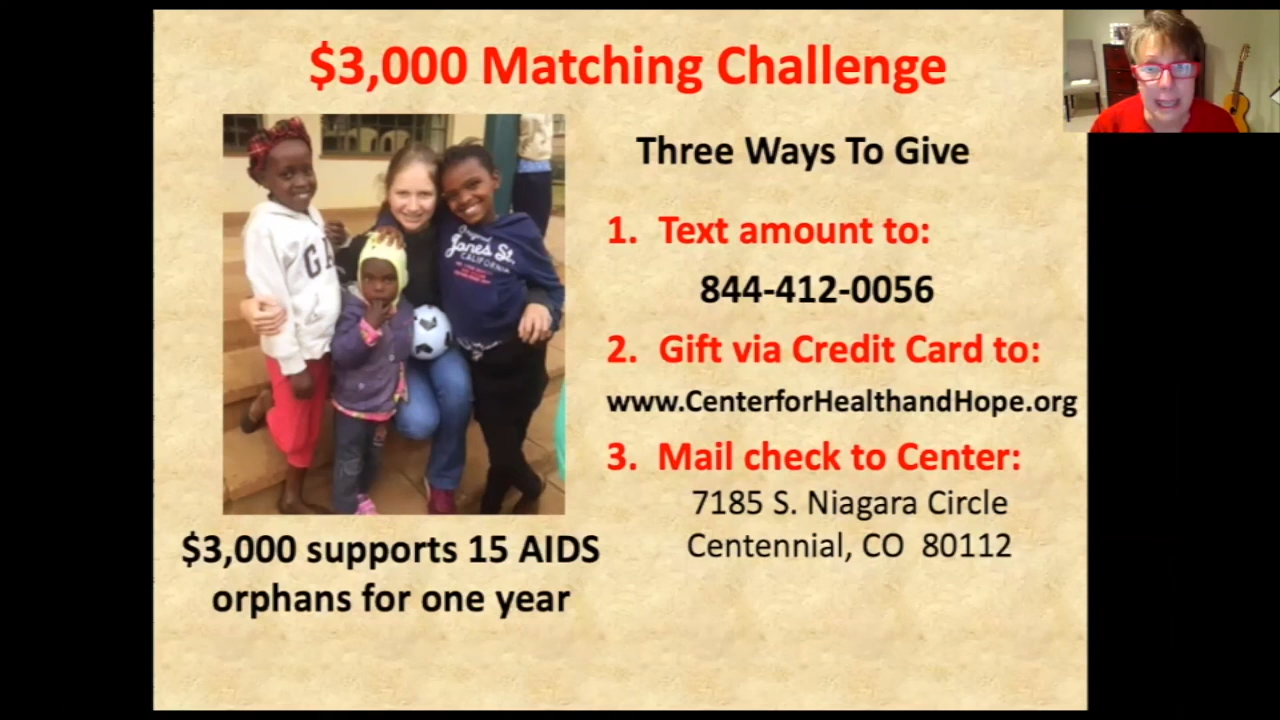 $3,000 Matching Challenge
Three Ways To Give
1. Text amount to:
844-412-0056
2. Gift via Credit Card to:
www.CenterforHealthandHope.org
3. Mail check to Center:
7185 S. Niagara Circle
Centennial, CO 80112
$3,000 supports 15 AIDS
orphans for one year
GA
Original
Jones St.
CALIFORNIA